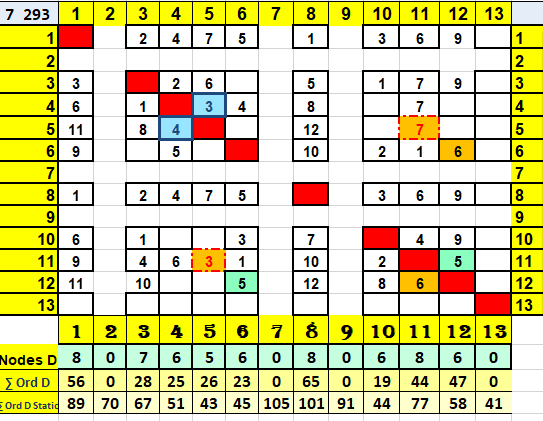 7 293 1 2 3 4 5 6 7 8 9 10 11 12 13
1 2 4 7 5 1 3 6 9 1
2 2
3 3 2 6 5 1 7 9 3
4 6 1 3 4 8 7 4
5 11 8 4 12 7 5
6 9 5 10 2 1 6 6
7 7
8 1 2 4 7 5 3 6 9 8
9 9
10 6 1 3 7 4 9 10
11 9 4 6 3 1 10 2 5 11
12 11 10 5 12 8 6 12
13 13
1 2 3 4 5 6 7 8 9 10 11 12 13
Nodes D 8 0 7 6 5 6 0 8 0 6 8 6 0
∑ Ord D 56 0 28 25 26 23 0 65 0 19 44 47 0
∑ Ord D Static 89 70 67 51 43 45 105 101 91 44 77 58 41